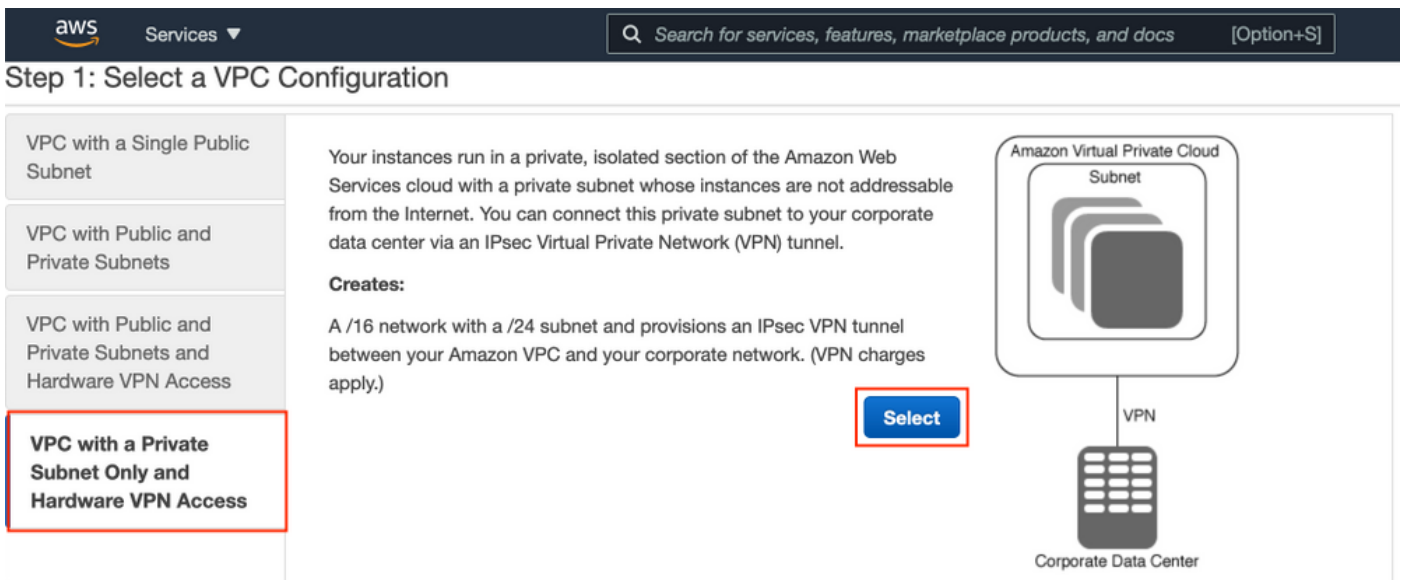 aws
Services ▼
Search for services, features, marketplace products, and docs
[Option+S]
Step 1: Select a VPC Configuration
VPC with a Single Public
Subnet
VPC with Public and
Private Subnets
VPC with Public and
Private Subnets and
Hardware VPN Access
VPC with a Private
Subnet Only and
Hardware VPN Access
Your instances run in a private, isolated section of the Amazon Web
Services cloud with a private subnet whose instances are not addressable
from the Internet. You can connect this private subnet to your corporate
data center via an IPsec Virtual Private Network (VPN) tunnel.
Creates:
A /16 network with a /24 subnet and provisions an IPsec VPN tunnel
between your Amazon VPC and your corporate network. (VPN charges
apply.)
Select
Amazon Virtual Private Cloud
Subnet
VPN
Corporate Data Center